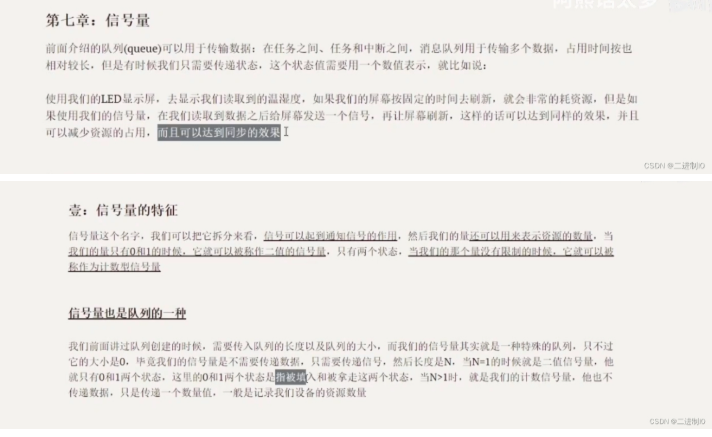 第七章：信号量
前面介绍的队列(queue)可以用于传输数据：在任务之间、任务和中断之间，消息队列用于传输多个数据，占用时间按也
相对较长，但是有时候我们只需要传递状态，这个状态值需要用一个数值表示，就比如说：
使用我们的LED显示屏，去显示我们读取到的温湿度，如果我们的屏幕按固定的时间去刷新，就会非常的耗资源，但是如
果使用我们的信号量，在我们读取到数据之后给屏幕发送一个信号，再让屏幕刷新，这样的话可以达到同样的效果，并且
可以减少资源的占用，而且可以达到同步的效果
CSDN @二进制IO
壹：信号量的特征
信号量这个名字，我们可以把它拆分来看，信号可以起到通知信号的作用，然后我们的量还可以用来表示资源的数量，当
我们的量只有0和1的时候，它就可以被称作二值的信号量，只有两个状态，当我们的那个量没有限制的时候，它就可以被
称作为计数型信号量
信号量也是队列的一种
我们前面讲过队列创建的时候，需要传入队列的长度以及队列的大小，而我们的信号量其实就是一种特殊的队列，只不过
它的大小是0，毕竟我们的信号量是不需要传递数据，只需要传递信号，然后长度是N，当N=1的时候就是二值信号量，他
就只有0和1两个状态，这里的0和1两个状态是指被填入和被拿走这两个状态，当N>1时，就是我们的计数信号量，他也不
传递数据，只是传递一个数量值，一般是记录我们设备的资源数量
CSDN @二进制IO